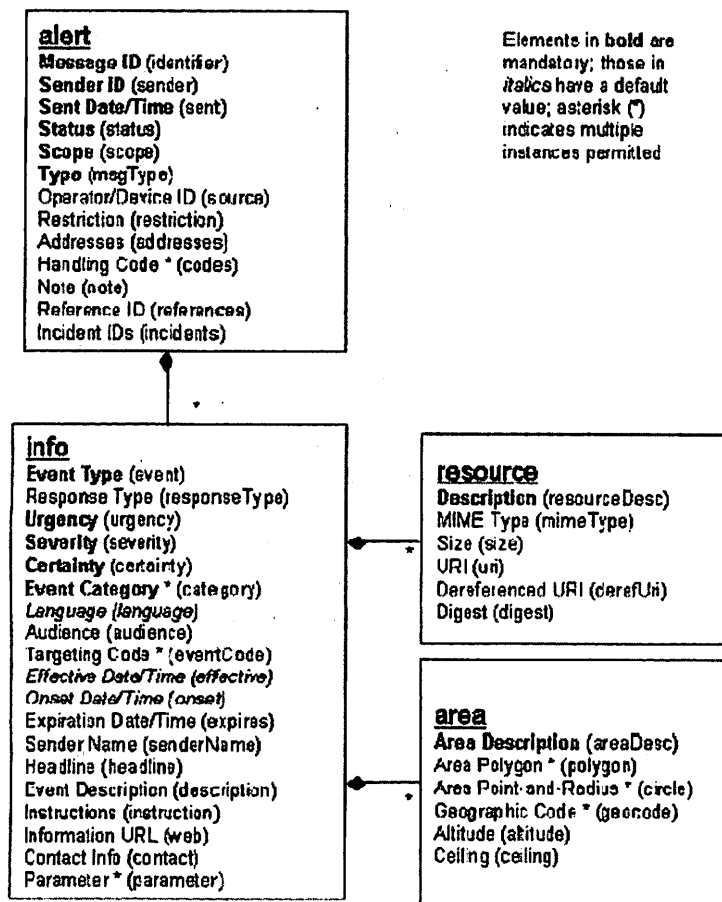 alert
Message ID (identifier)
Sender ID (sender)
Sent Date/Time (sent)
Status (status)
Scope (scope)
Type (msgType)
Operator/Device ID (source)
Restriction (restriction)
Addresses (addresses)
Handling Code * (codes)
Note (note)
Reference ID (references)
Incident IDs (incidents)
Elements in bold are
mandatory; those in
italics have a default
value; asterisk (*)
indicates multiple
instances permitted
*
info
Event Type (event)
Response Type (responseType)
Urgency (urgency)
Severity (severity)
Certainty (certainty)
Event Category * (category)
Language (language)
Audience (audience)
Targeting Code * (eventCode)
Effective Date/Time (effective)
Onset Date/Time (onset)
Expiration Date/Time (expires)
Sender Name (senderName)
Headline (headline)
Event Description (description)
Instructions (instruction)
Information URL (web)
Contact Info (contact)
Parameter * (parameter)
*
resource
Description (resourceDesc)
MIME Type (mimeType)
Size (size)
URI (uri)
Dereferenced URI (derefUri)
Digest (digest)
*
area
Area Description (areaDesc)
Area Polygon * (polygon)
Area Point-and-Radius * (circle)
Geographic Code * (geocode)
Altitude (altitude)
Ceiling (ceiling)